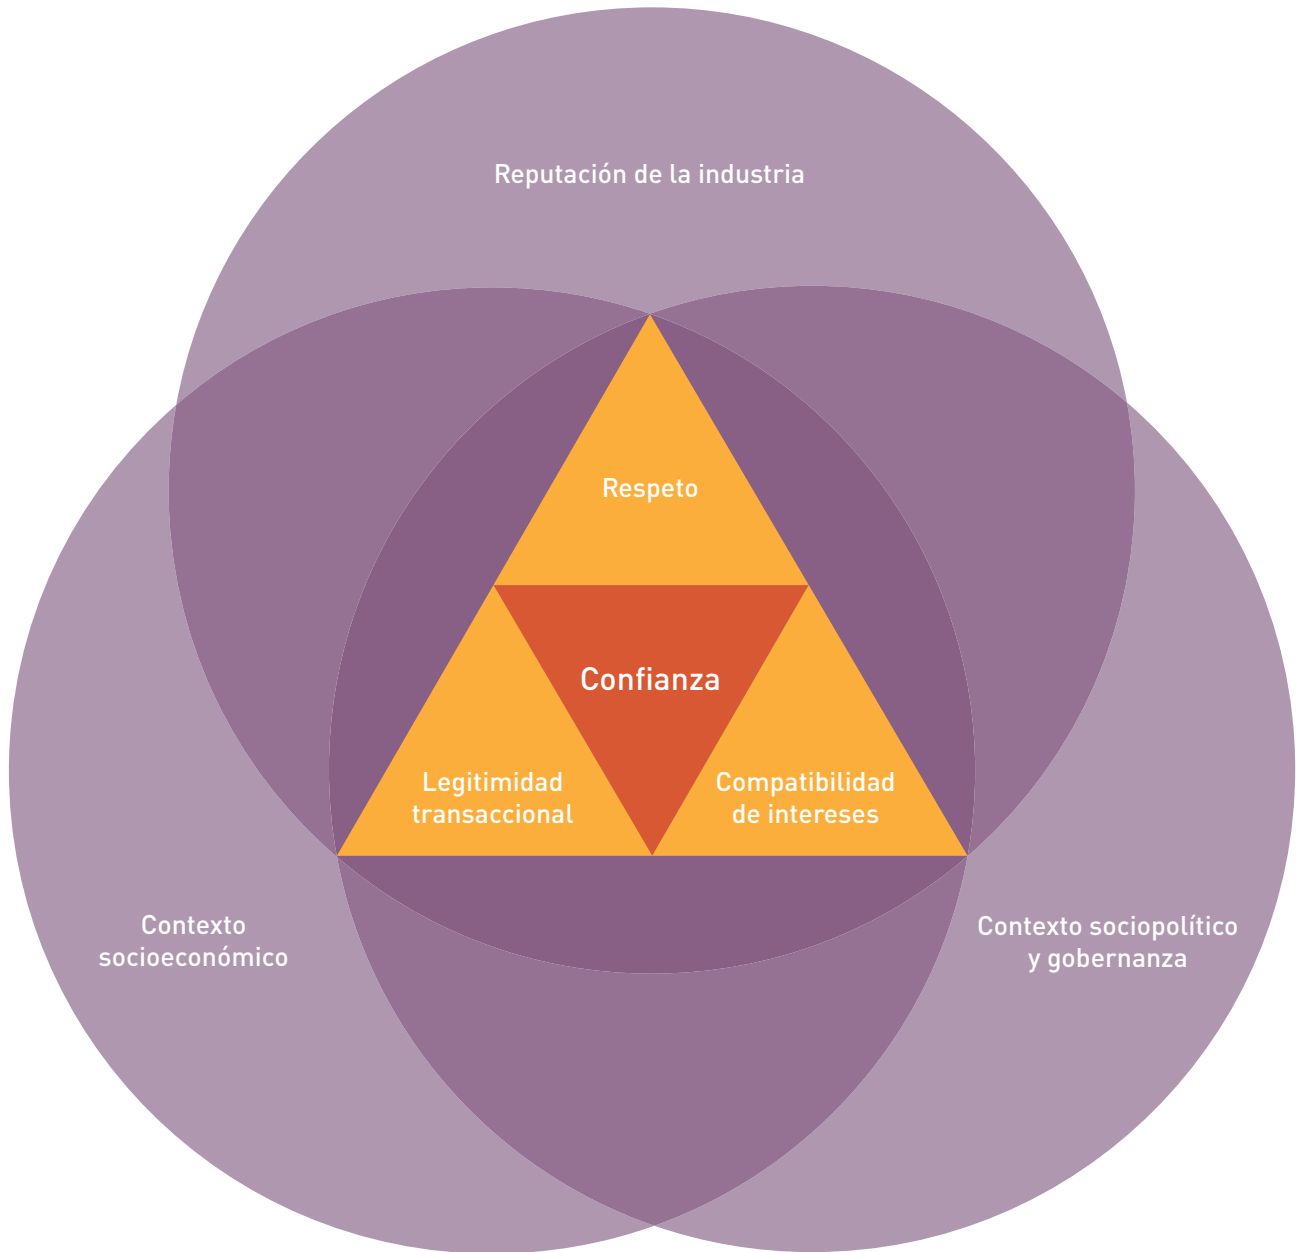 Reputación de la industria
Respeto
Confianza
Legitimidad
transaccional
Compatibilidad
de intereses
Contexto
socioeconómico
Contexto sociopolítico
y gobernanza